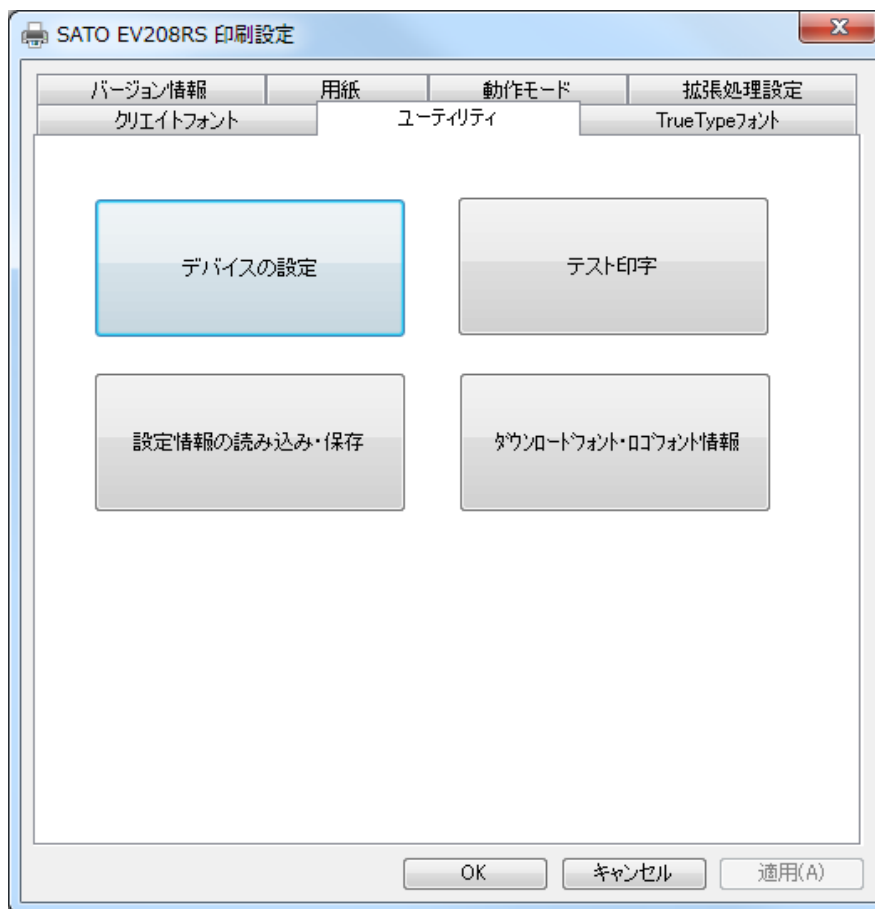 SATO EV208RS 印刷設定
バージョン情報 用紙 動作モード 拡張処理設定
クリエイトフォント ユーティリティ TrueTypeフォント
デバイスの設定 テスト印字
設定情報の読み込み・保存 ダウンロードフォント・ロゴフォント情報
OK キャンセル 適用(A)